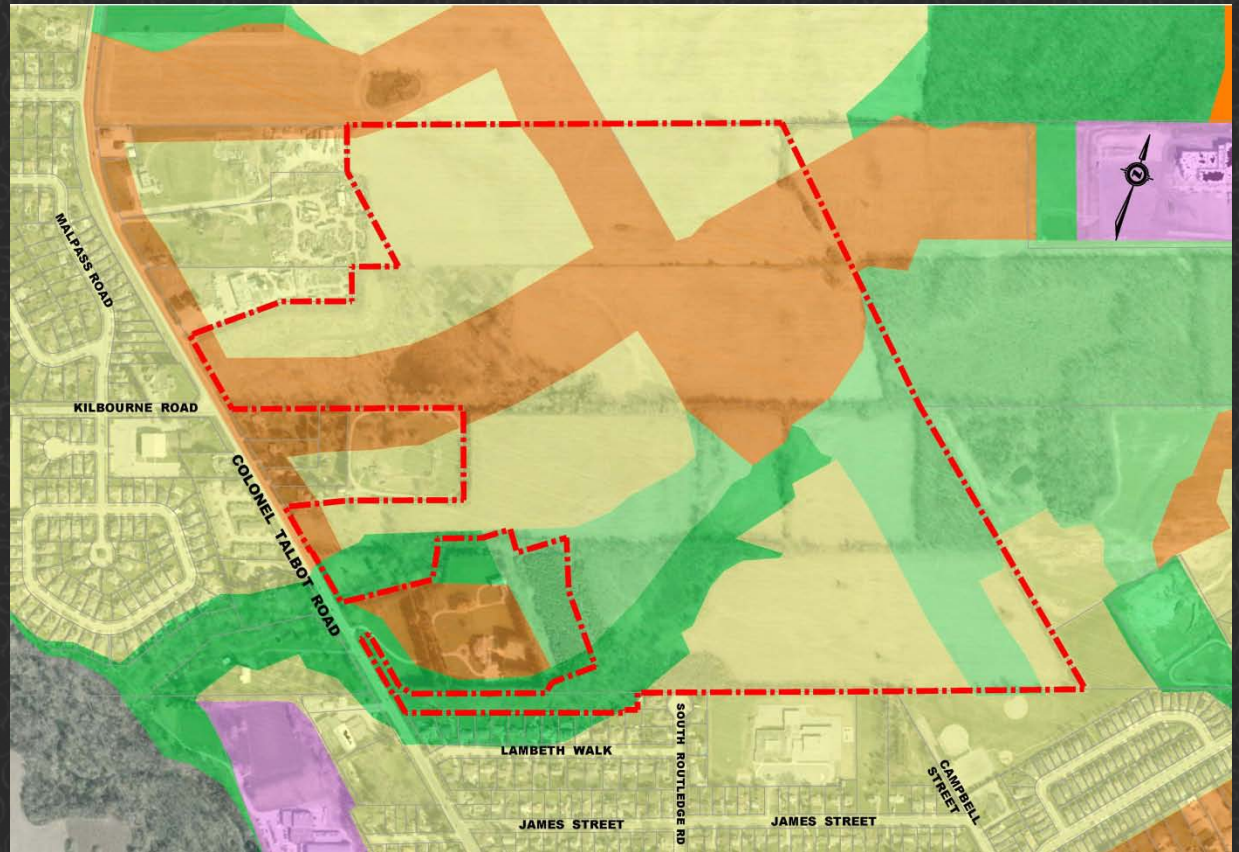 MALPASS ROAD
KILBOURNE ROAD
COLONEL TALBOT ROAD
LAMBETH WALK
SOUTH ROUTLEDGE RD
CAMPBELL
STREET
JAMES STREET
JAMES STREET